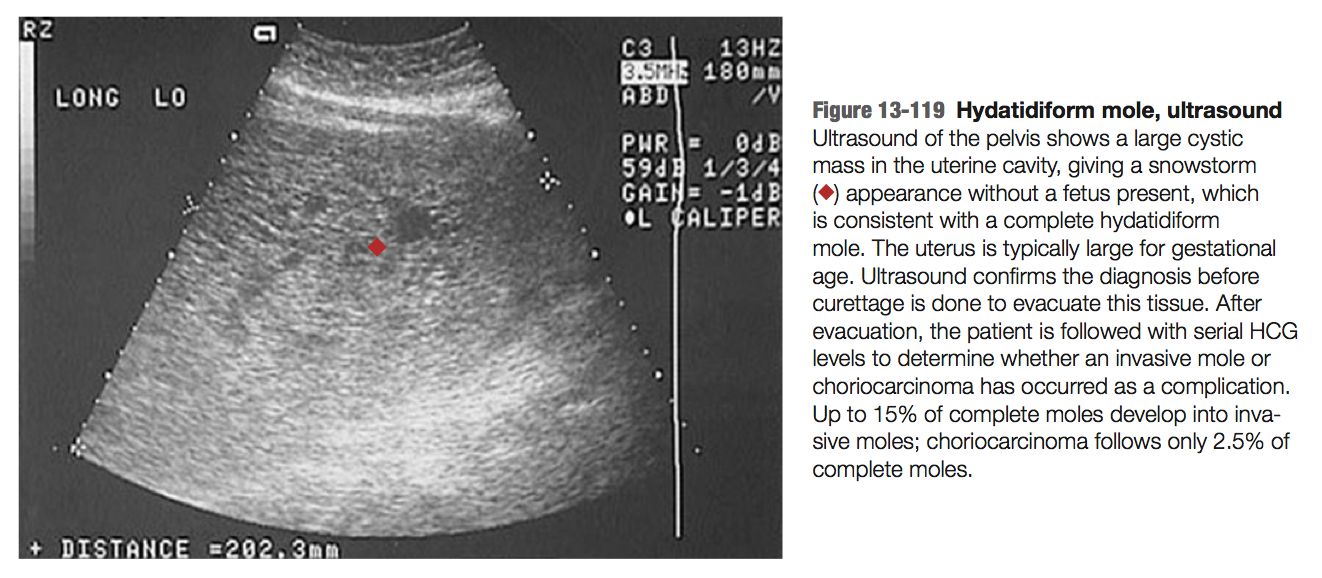 RZ
LONG LO
C3 13HZ
3.5MHz 180mm
ABD /V
PWR = 0dB
59dB 1/3/4
GAIN= -1dB
●L CALIPER
+ DISTANCE =202.3mm
Figure 13-119 Hydatidiform mole, ultrasound
Ultrasound of the pelvis shows a large cystic
mass in the uterine cavity, giving a snowstorm
(◆) appearance without a fetus present, which
is consistent with a complete hydatidiform
mole. The uterus is typically large for gestational
age. Ultrasound confirms the diagnosis before
curettage is done to evacuate this tissue. After
evacuation, the patient is followed with serial HCG
levels to determine whether an invasive mole or
choriocarcinoma has occurred as a complication.
Up to 15% of complete moles develop into inva-
sive moles; choriocarcinoma follows only 2.5% of
complete moles.